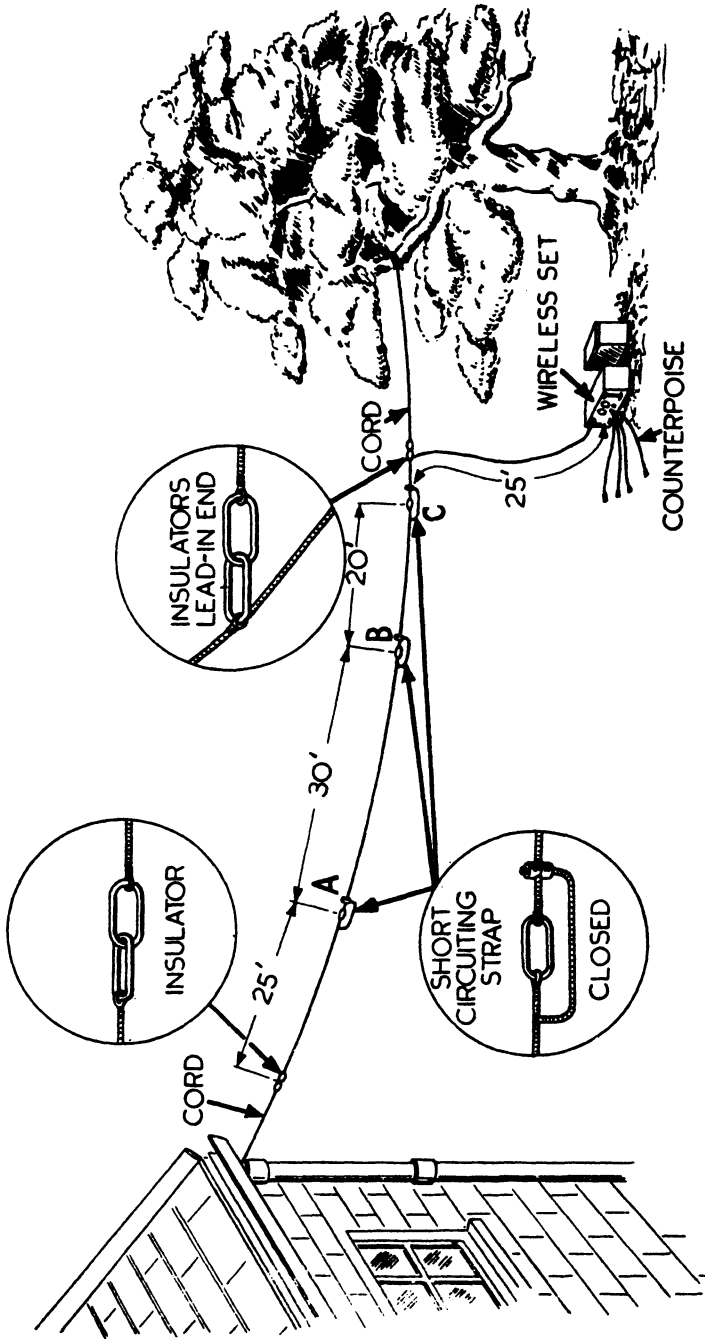 CORD
INSULATOR
25'
A
30'
B
20'
C
INSULATORS
LEAD-IN END
CORD
25'
WIRELESS SET
COUNTERPOISE
SHORT
CIRCUITING
STRAP
CLOSED